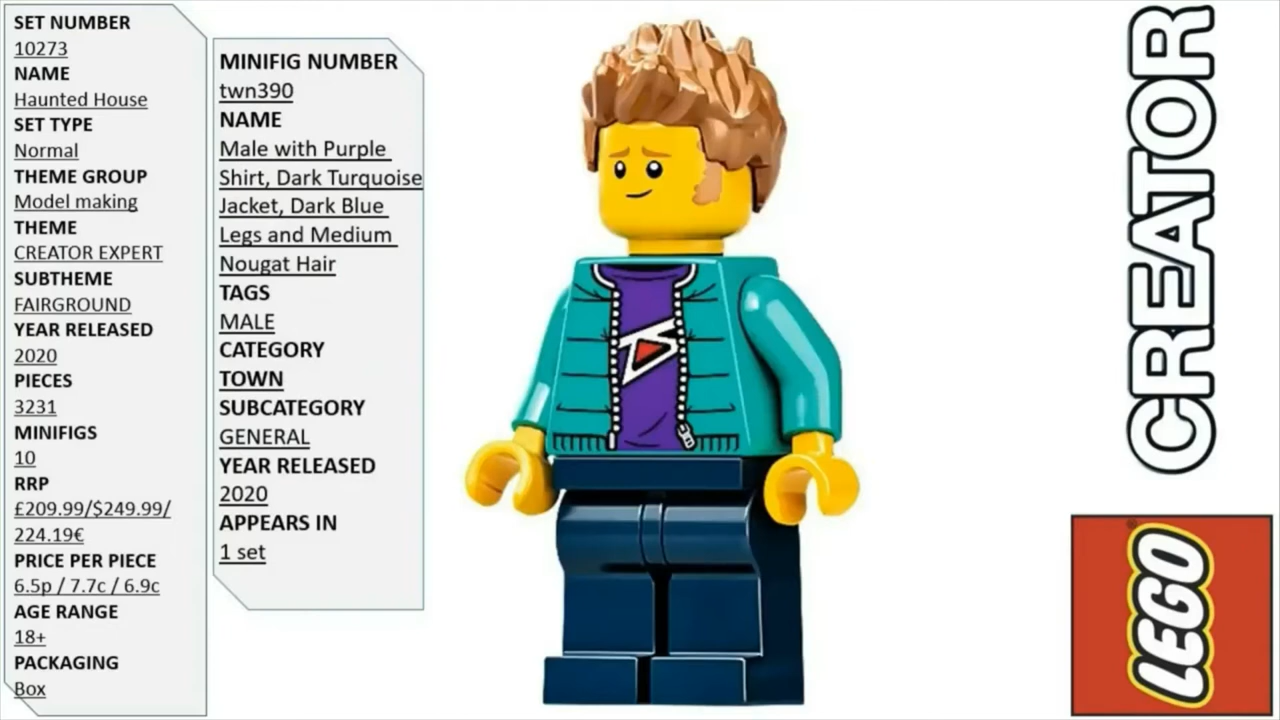 SET NUMBER
10273
NAME
Haunted House
SET TYPE
Normal
THEME GROUP
Model making
THEME
CREATOR EXPERT
SUBTHEME
FAIRGROUND
YEAR RELEASED
2020
PIECES
3231
MINIFIGS
10
RRP
£209.99/$249.99/
224.19€
PRICE PER PIECE
6.5p / 7.7c / 6.9c
AGE RANGE
18+
PACKAGING
Box
MINIFIG NUMBER
twn390
NAME
Male with Purple
Shirt, Dark Turquoise
Jacket, Dark Blue
Legs and Medium
Nougat Hair
TAGS
MALE
CATEGORY
TOWN
SUBCATEGORY
GENERAL
YEAR RELEASED
2020
APPEARS IN
1 set
CREATOR
LEGO
®